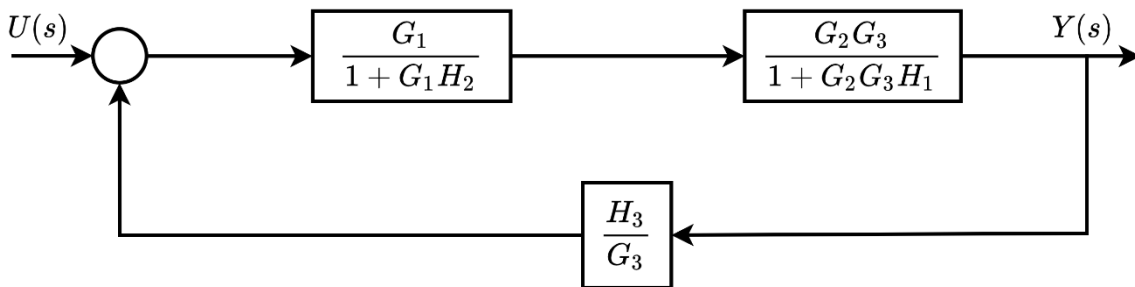 U(s)
G₁
1 + G₁H₂
G₂G₃
1 + G₂G₃H₁
Y(s)
H₃
G₃